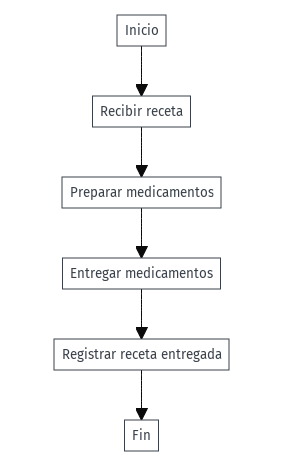 Inicio
Recibir receta
Preparar medicamentos
Entregar medicamentos
Registrar receta entregada
Fin